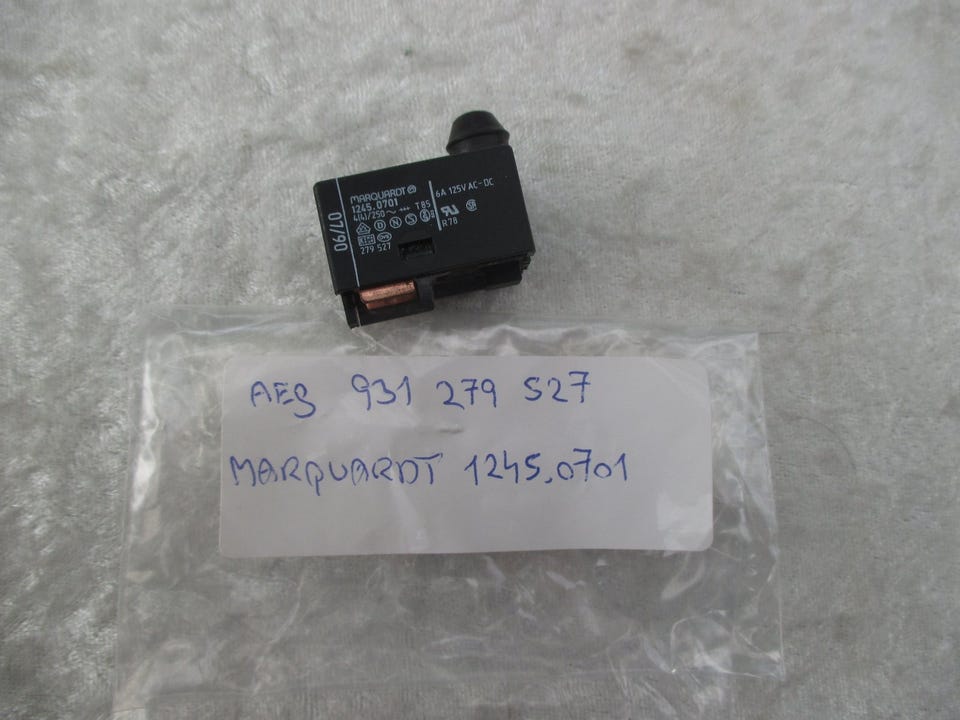 MARQUARDT
1245.0701
4(4)/250~ T85
279 527
07/90
6A 125V AC-DC
R78
AEG 931 279 527
MARQUARDT 1245.0701